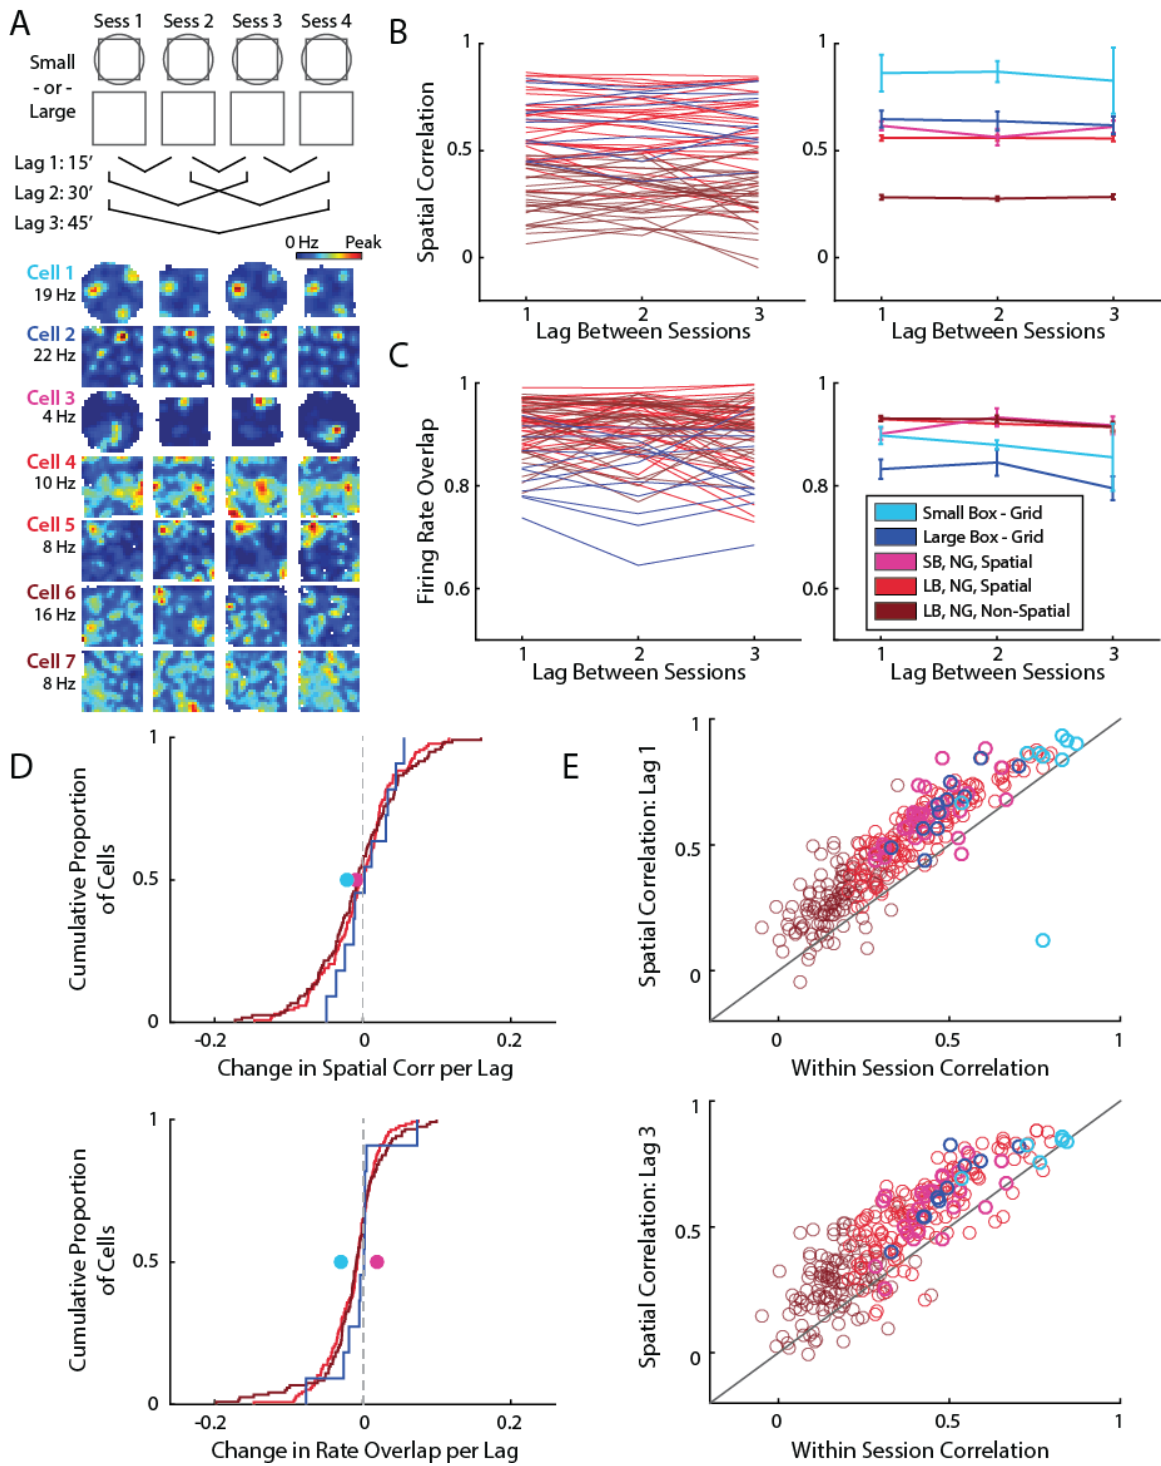 A
Sess 1 Sess 2 Sess 3 Sess 4
Small
- or -
Large
Lag 1: 15'
Lag 2: 30'
Lag 3: 45'
0 Hz Peak
Cell 1
19 Hz
Cell 2
22 Hz
Cell 3
4 Hz
Cell 4
10 Hz
Cell 5
8 Hz
Cell 6
16 Hz
Cell 7
8 Hz
B
Spatial Correlation
1
0.5
0
1 2 3
Lag Between Sessions
1
0.5
0
1 2 3
Lag Between Sessions
C
Firing Rate Overlap
1
0.8
0.6
1 2 3
Lag Between Sessions
1
0.8
0.6
Small Box - Grid
Large Box - Grid
SB, NG, Spatial
LB, NG, Spatial
LB, NG, Non-Spatial
1 2 3
Lag Between Sessions
D
Cumulative Proportion
of Cells
1
0.5
0
-0.2 0 0.2
Change in Spatial Corr per Lag
Cumulative Proportion
of Cells
1
0.5
0
-0.2 0 0.2
Change in Rate Overlap per Lag
E
Spatial Correlation: Lag 1
1
0.5
0
0 0.5 1
Within Session Correlation
Spatial Correlation: Lag 3
1
0.5
0
0 0.5 1
Within Session Correlation